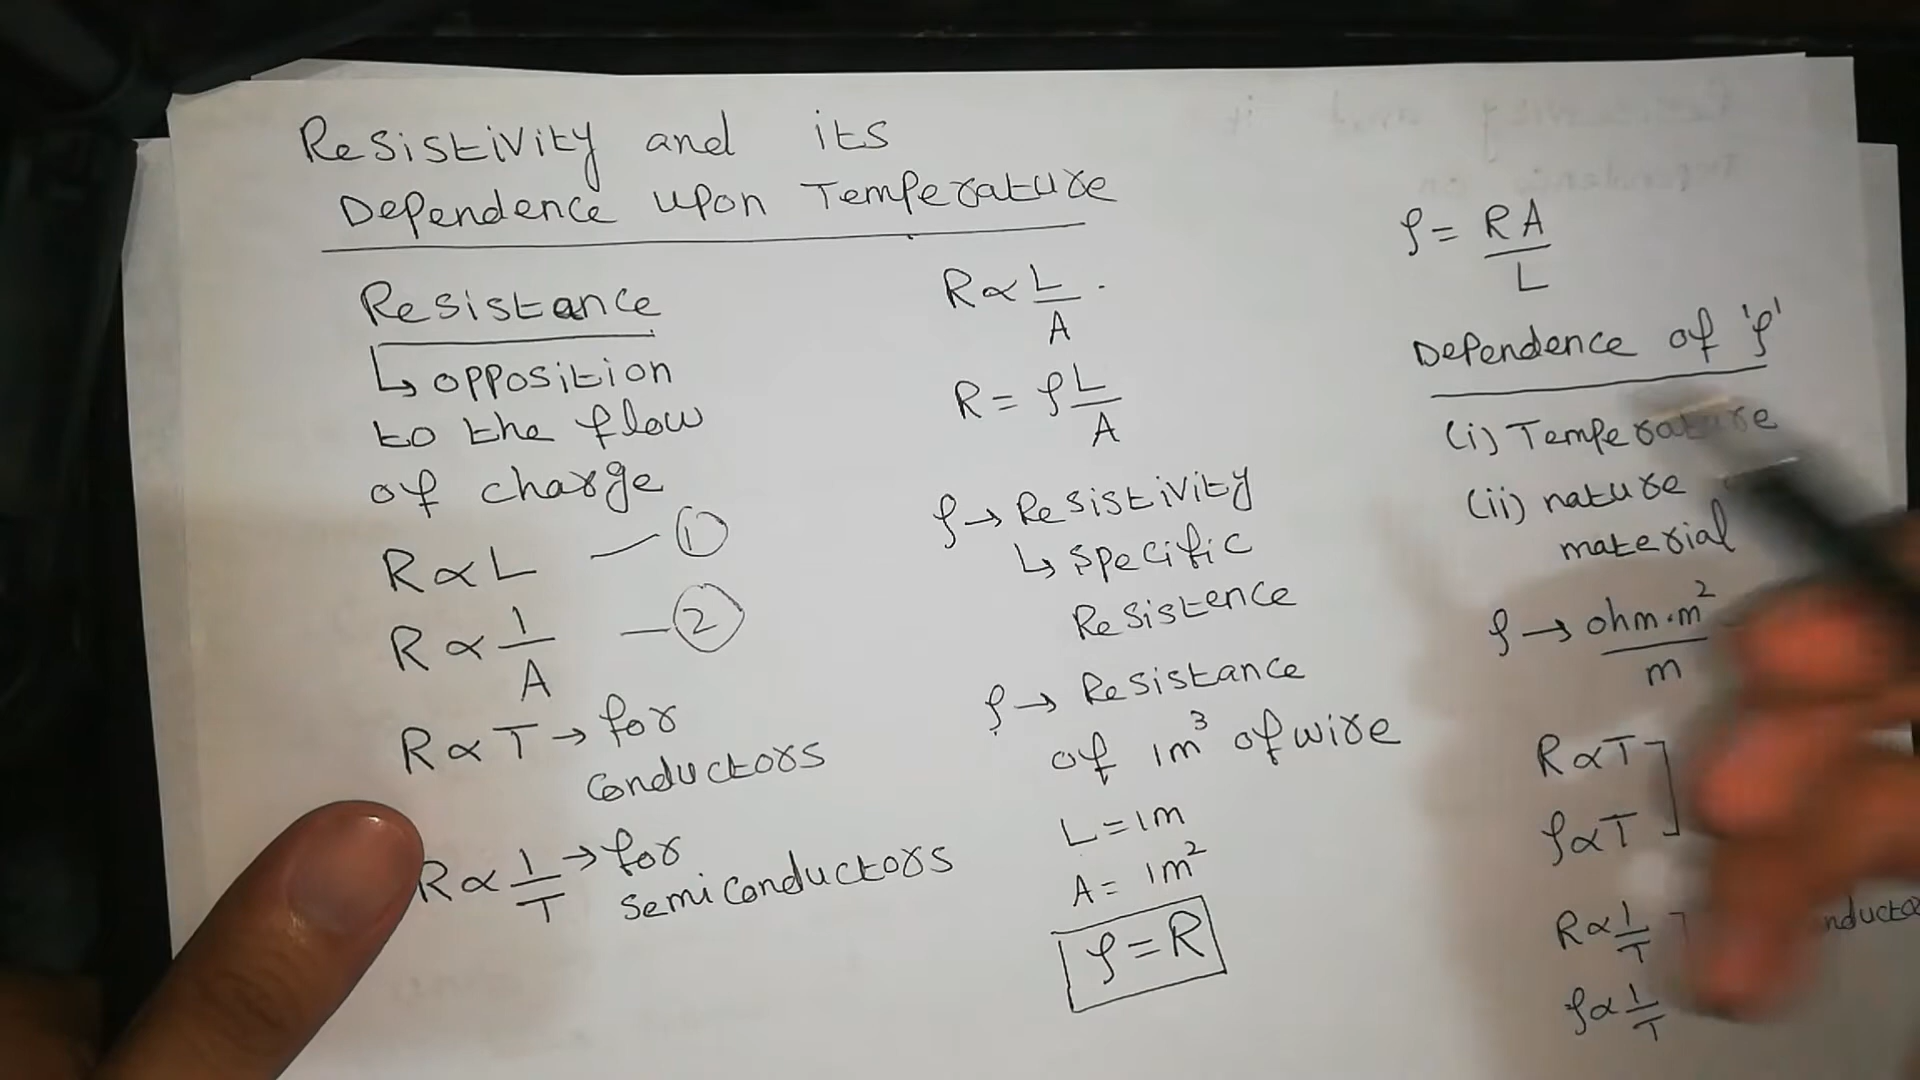 Resistivity and its
Dependence upon Temperature
Resistance
↳ opposition
to the flow
of charge
R ∝ L — ①
R ∝ 1/A — ②
R ∝ T → for
conductors
R ∝ 1/T → for
semiconductors
R ∝ L/A .
R = ρ L/A
ρ → Resistivity
↳ specific
Resistence
ρ → Resistance
of 1m³ of wire
L = 1m
A = 1m²
ρ = R
ρ = RA/L
Dependence of 'ρ'
(i) Temperature
(ii) nature
material
ρ → ohm·m²/m
R ∝ T
ρ ∝ T
R ∝ 1/T
ρ ∝ 1/T